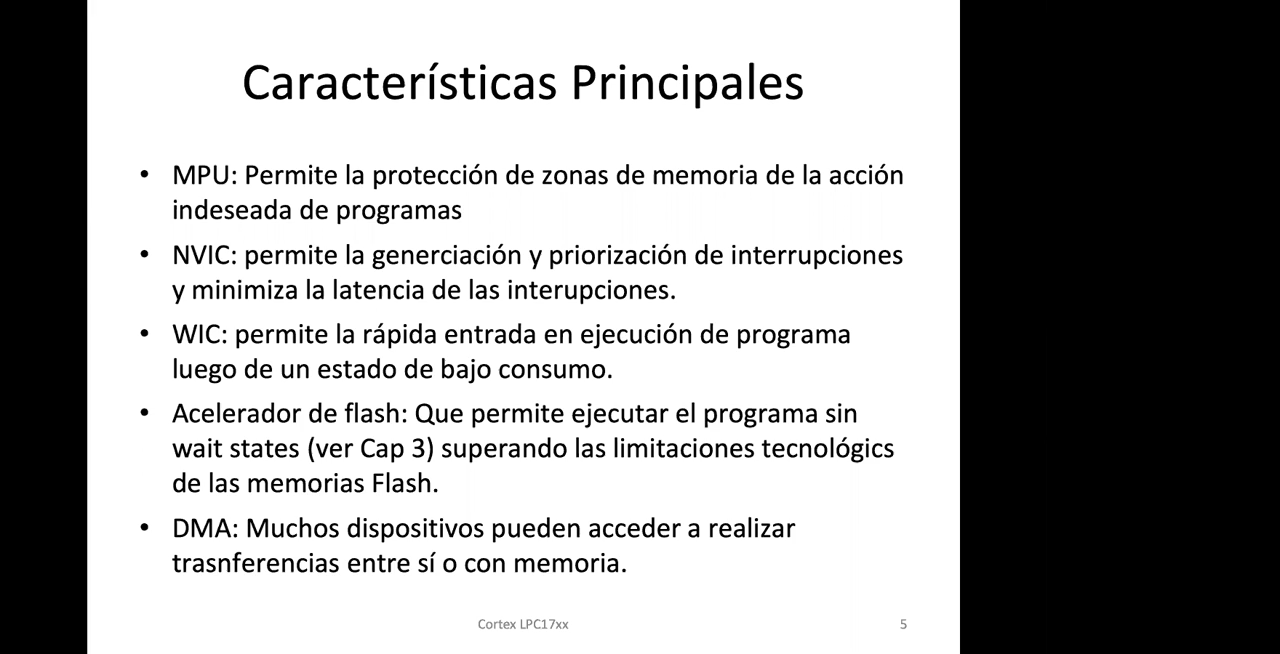 Características Principales
• MPU: Permite la protección de zonas de memoria de la acción
indeseada de programas
• NVIC: permite la generciación y priorización de interrupciones
y minimiza la latencia de las interupciones.
• WIC: permite la rápida entrada en ejecución de programa
luego de un estado de bajo consumo.
• Acelerador de flash: Que permite ejecutar el programa sin
wait states (ver Cap 3) superando las limitaciones tecnológics
de las memorias Flash.
• DMA: Muchos dispositivos pueden acceder a realizar
trasnferencias entre sí o con memoria.
Cortex LPC17xx
5